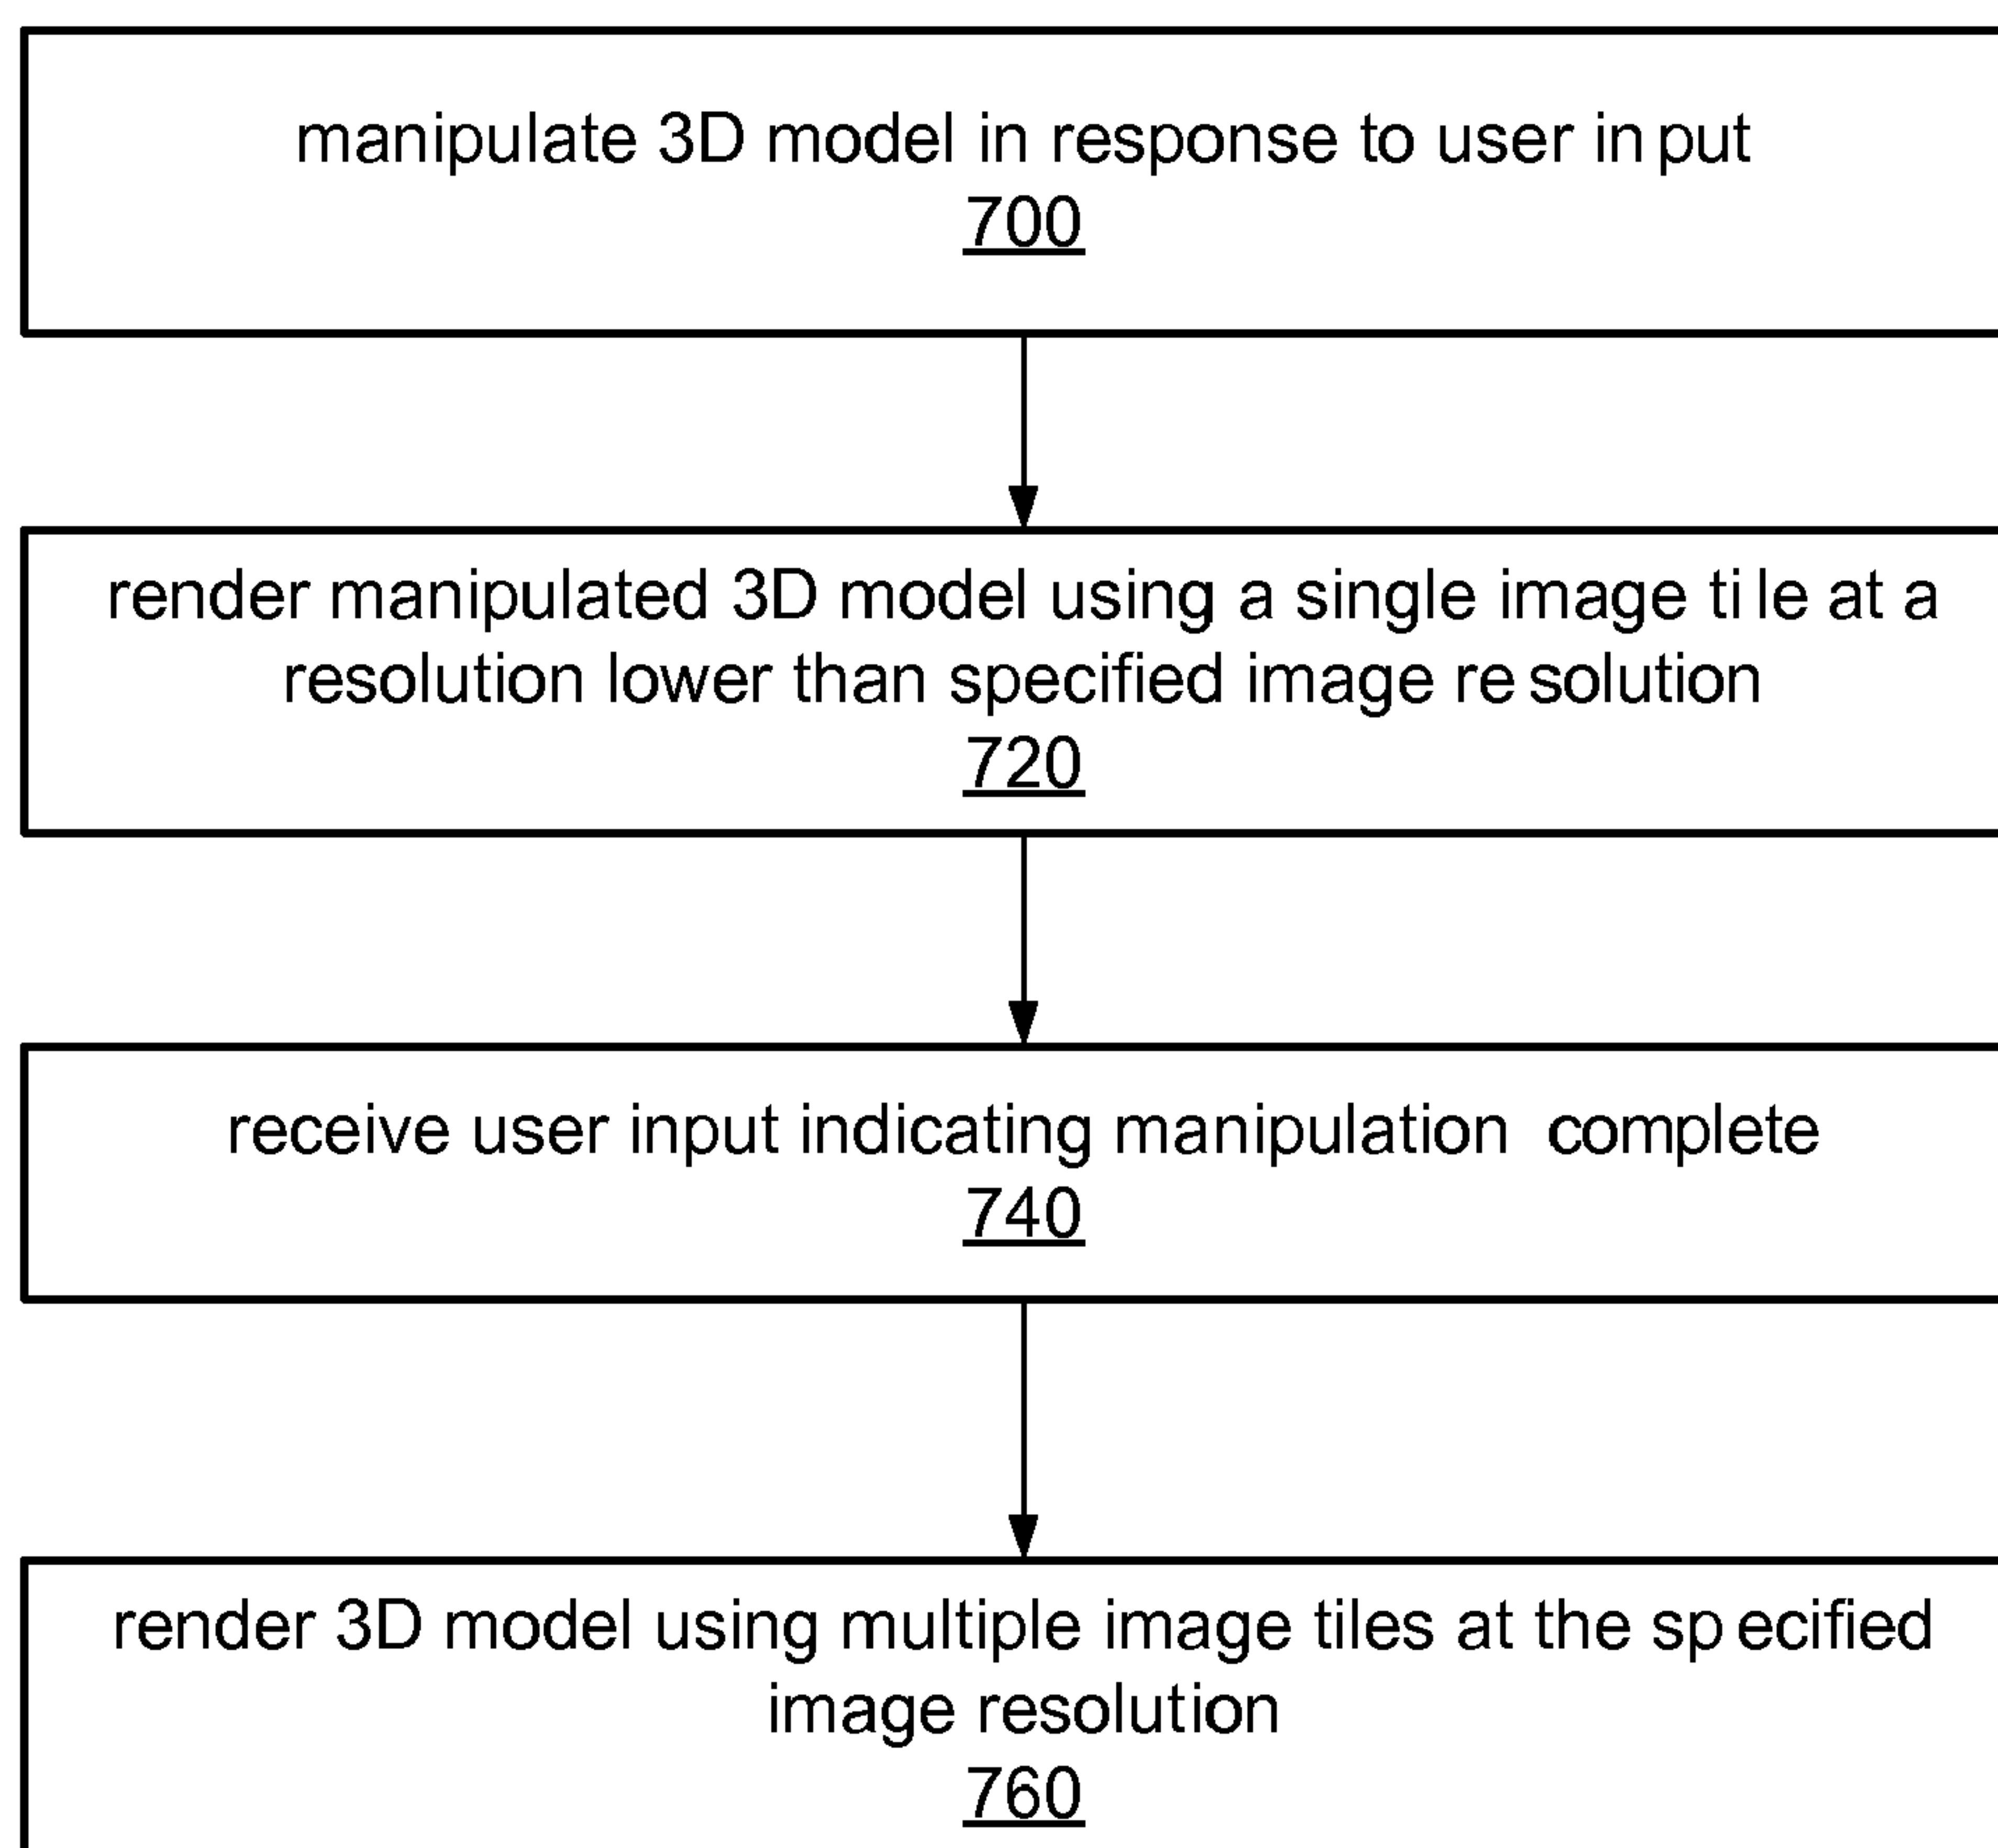 manipulate 3D model in response to user input
700
render manipulated 3D model using a single image tile at a
resolution lower than specified image resolution
720
receive user input indicating manipulation complete
740
render 3D model using multiple image tiles at the specified
image resolution
760